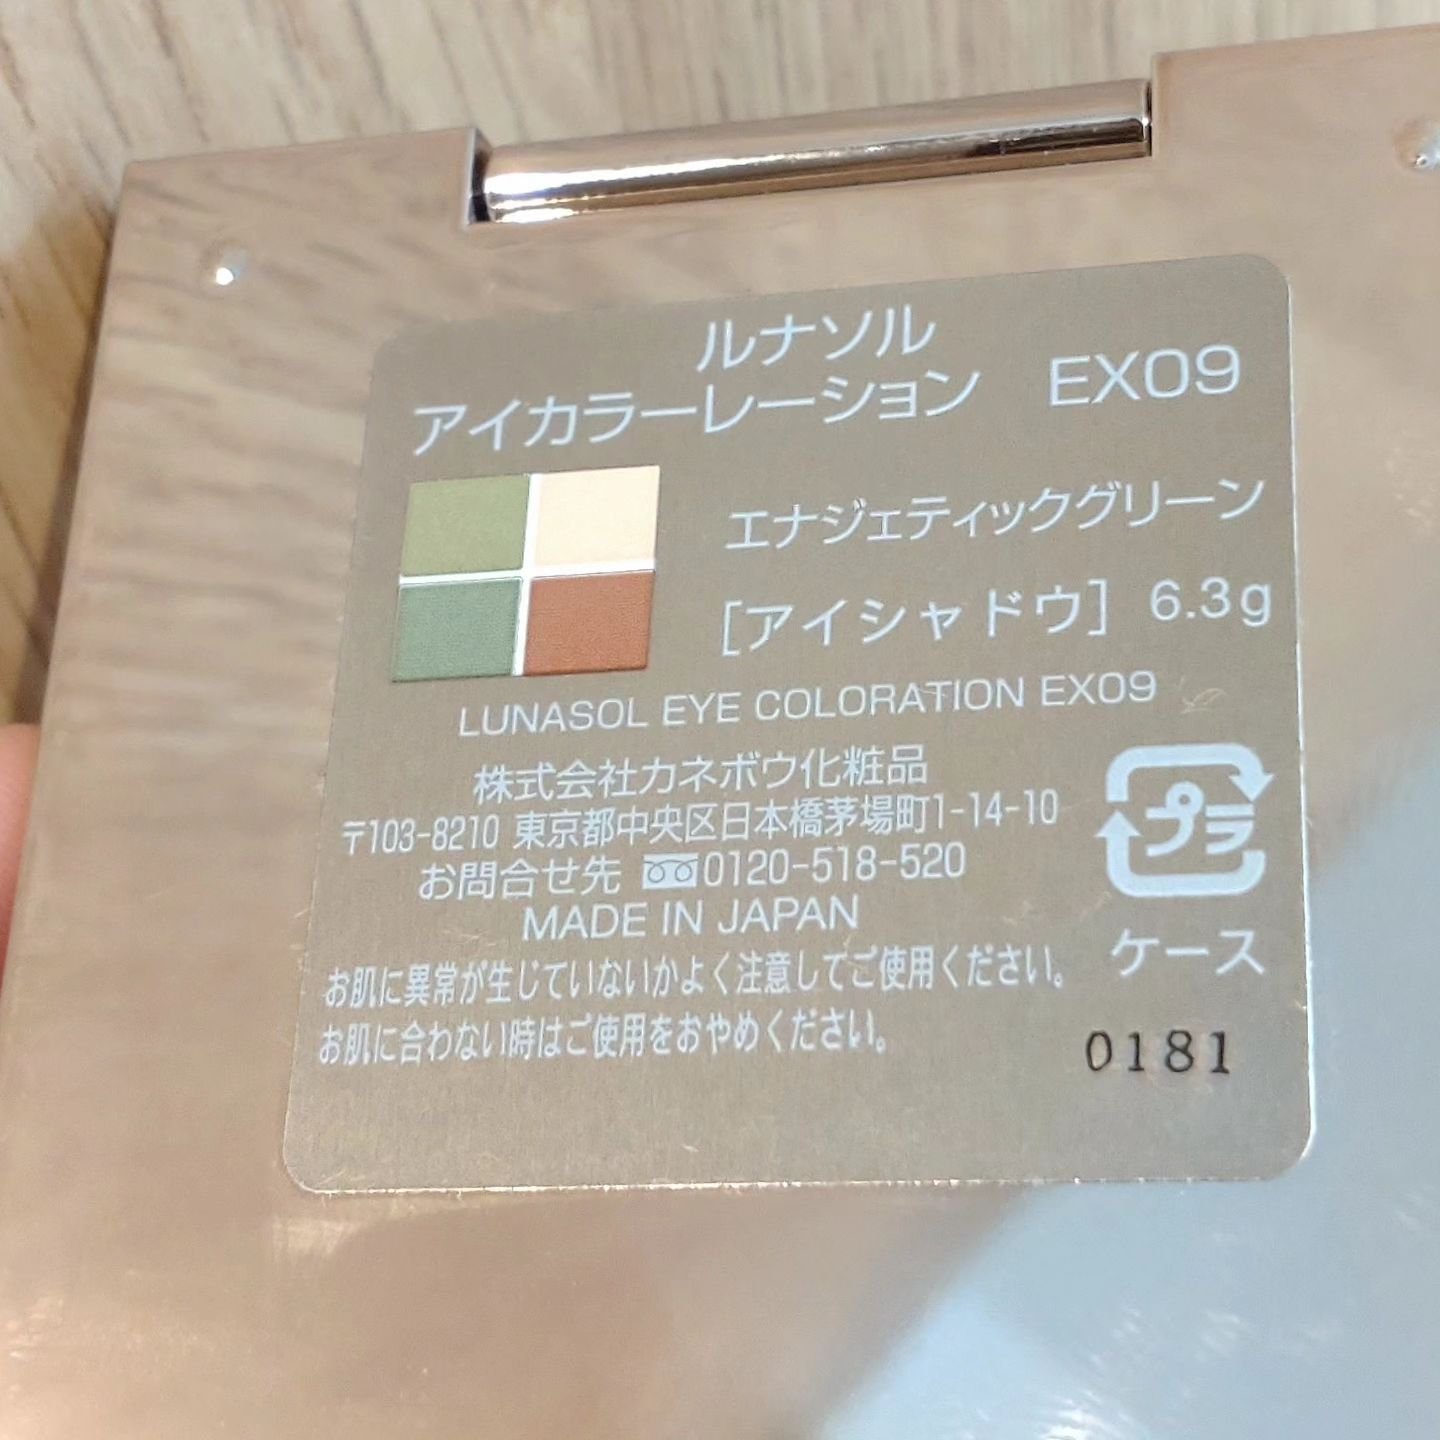 ルナソル
アイカラーレーション EX09
エナジェティックグリーン
[アイシャドウ] 6.3g
LUNASOL EYE COLORATION EX09
株式会社カネボウ化粧品
〒103-8210 東京都中央区日本橋茅場町1-14-10
お問合せ先 0120-518-520
MADE IN JAPAN
お肌に異常が生じていないかよく注意してご使用ください。
お肌に合わない時はご使用をおやめください。
プラ
ケース
0181